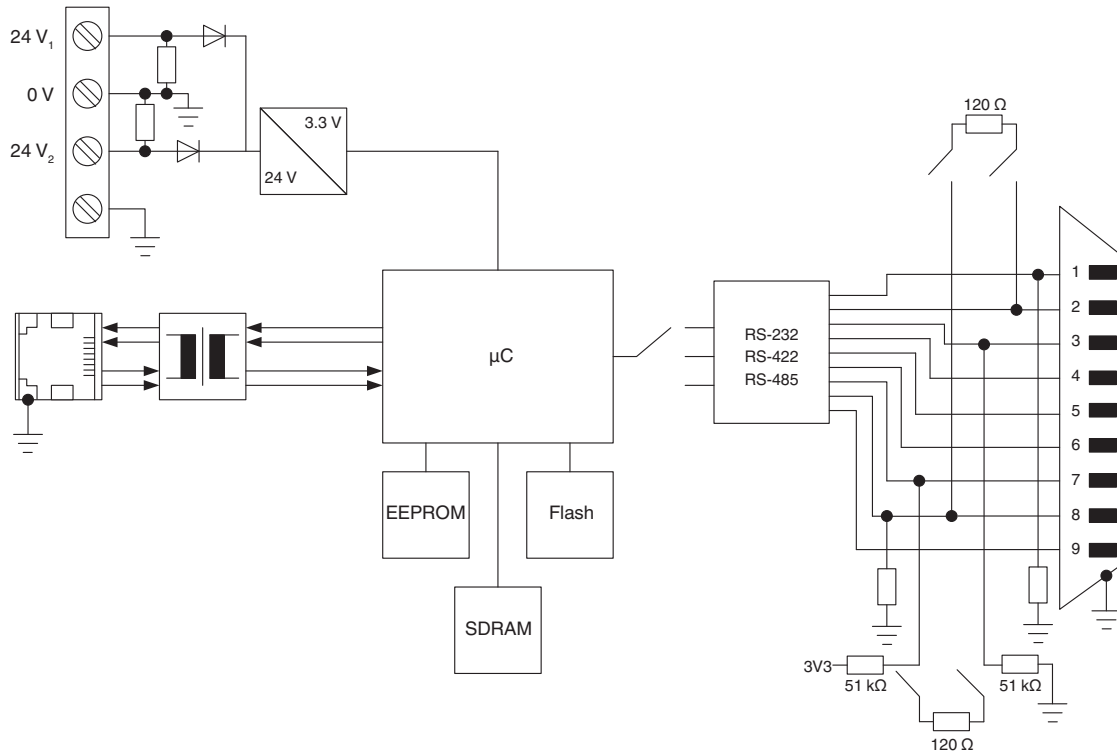 24 V₁
0 V
24 V₂
3.3 V
24 V
120 Ω
µC
RS-232
RS-422
RS-485
1
2
3
4
5
6
7
8
9
EEPROM
Flash
SDRAM
3V3
51 kΩ
51 kΩ
120 Ω